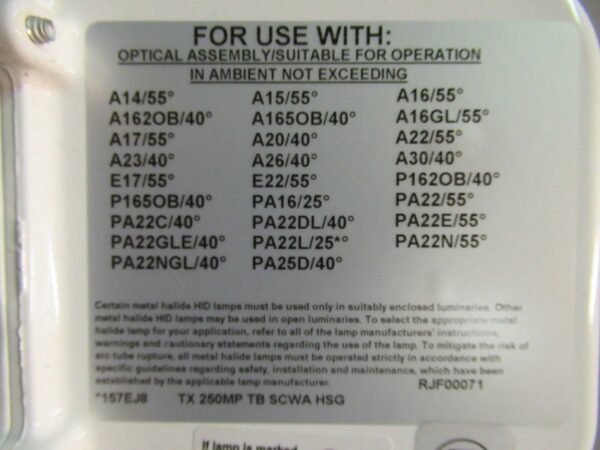 FOR USE WITH:
OPTICAL ASSEMBLY/SUITABLE FOR OPERATION
IN AMBIENT NOT EXCEEDING
A14/55° A15/55° A16/55°
A162OB/40° A165OB/40° A16GL/55°
A17/55° A20/40° A22/55°
A23/40° A26/40° A30/40°
E17/55° E22/55° P162OB/40°
P165OB/40° PA16/25° PA22/55°
PA22C/40° PA22DL/40° PA22E/55°
PA22GLE/40° PA22L/25*° PA22N/55°
PA22NGL/40° PA25D/40°
Certain metal halide HID lamps must be used only in suitably enclosed luminaries. Other
metal halide HID lamps may be used in open luminaries. To select the appropriate metal
halide lamp for your application, refer to all of the lamp manufacturers' instructions,
warnings and cautionary statements regarding the use of the lamp. To mitigate the risk of
arc tube rupture, all metal halide lamps must be operated strictly in accordance with
specific guidelines regarding safety, installation and maintenance, which have been
established by the applicable lamp manufacturer. RJF00071
*157EJ8 TX 250MP TB SCWA HSG
If lamp is marked